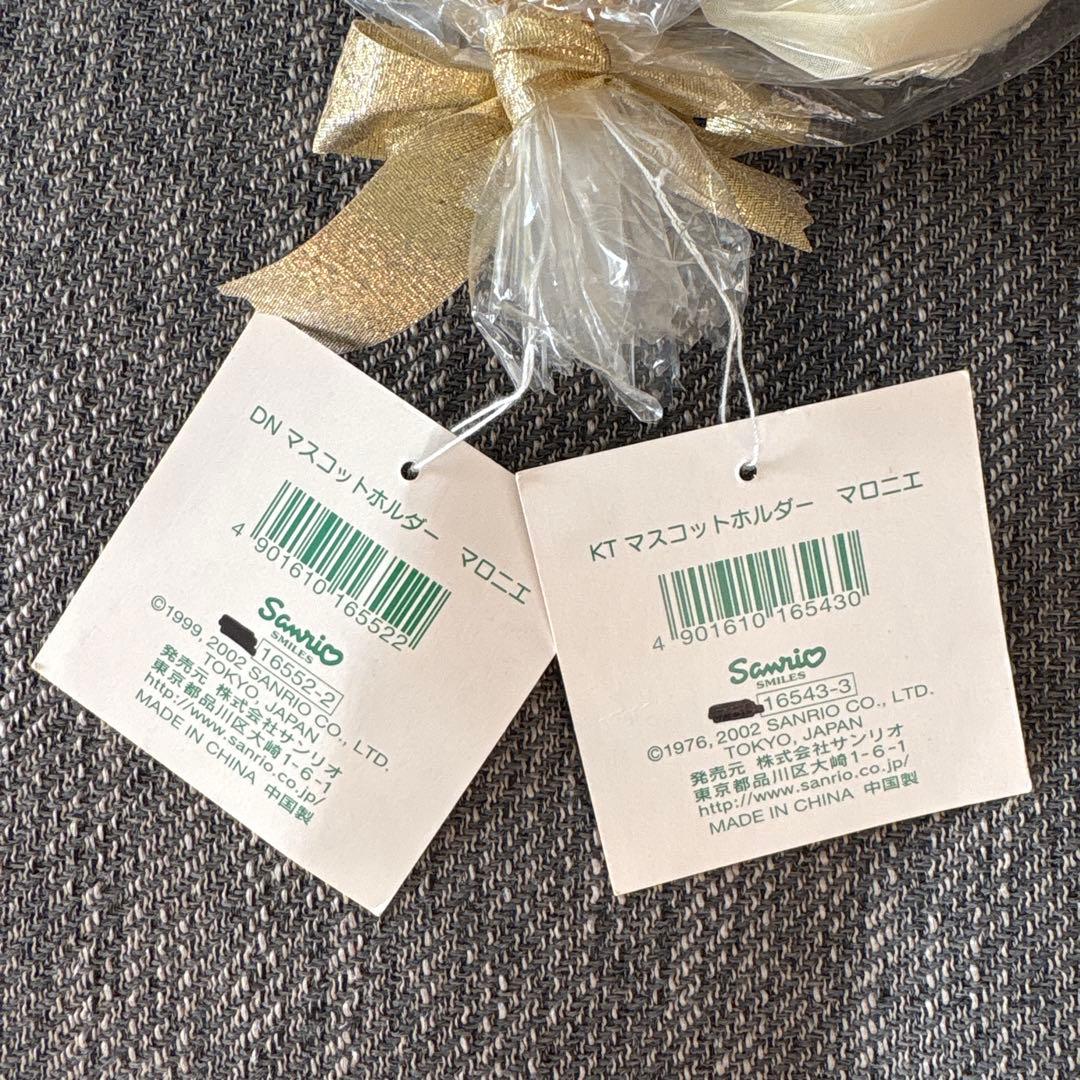 DN マスコットホルダー マロニエ
4 901610 165522
Sanrio
SMILES
16552-2
©1999, 2002 SANRIO CO., LTD.
TOKYO, JAPAN
発売元 株式会社サンリオ
東京都品川区大崎1-6-1
http://www.sanrio.co.jp/
MADE IN CHINA 中国製
KT マスコットホルダー マロニエ
4 901610 165430
Sanrio
SMILES
16543-3
©1976, 2002 SANRIO CO., LTD.
TOKYO, JAPAN
発売元 株式会社サンリオ
東京都品川区大崎1-6-1
http://www.sanrio.co.jp/
MADE IN CHINA 中国製